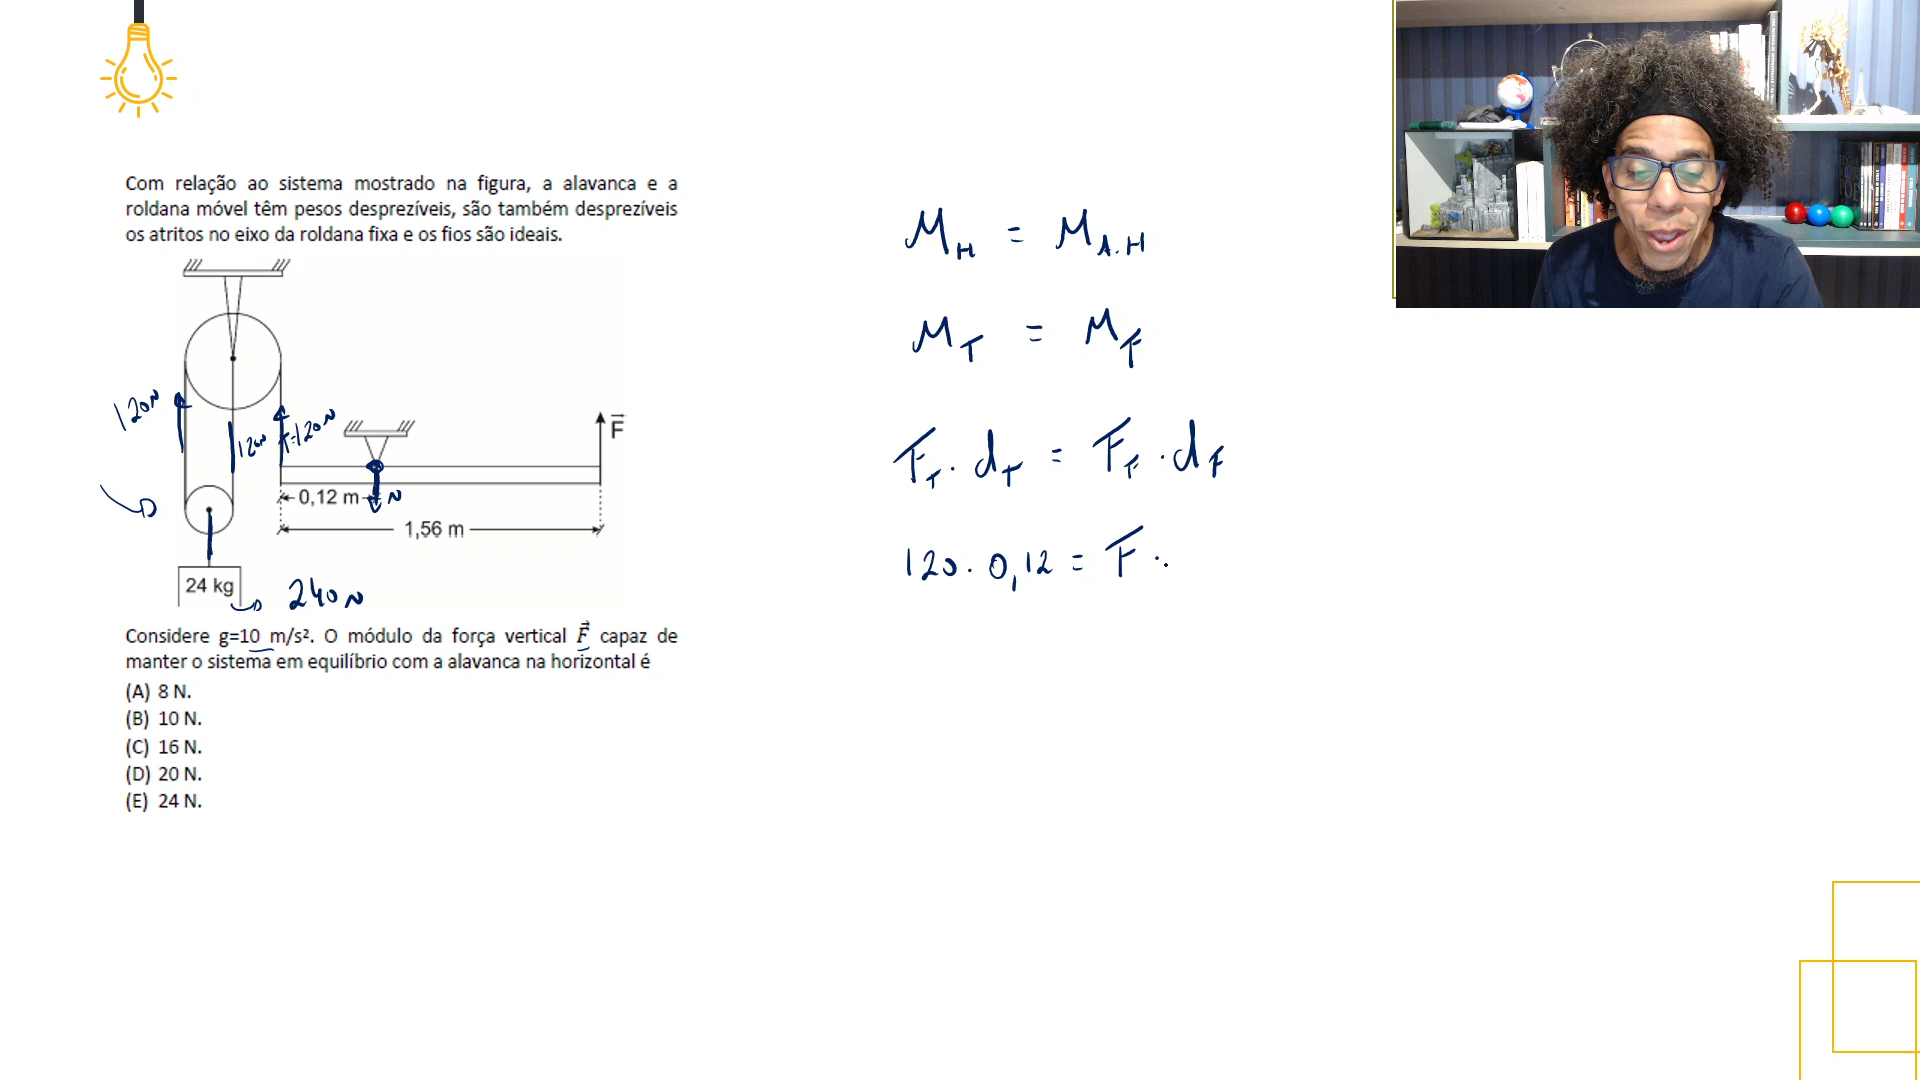 Com relação ao sistema mostrado na figura, a alavanca e a
roldana móvel têm pesos desprezíveis, são também desprezíveis
os atritos no eixo da roldana fixa e os fios são ideais.
120N
120N
T=120N
F
0,12 m
N
1,56 m
24 kg
240N
Considere g=10 m/s². O módulo da força vertical F capaz de
manter o sistema em equilíbrio com a alavanca na horizontal é
(A) 8 N.
(B) 10 N.
(C) 16 N.
(D) 20 N.
(E) 24 N.
M_H = M_A.H
M_T = M_F
F_T . d_T = F_F . d_F
120 . 0,12 = F .